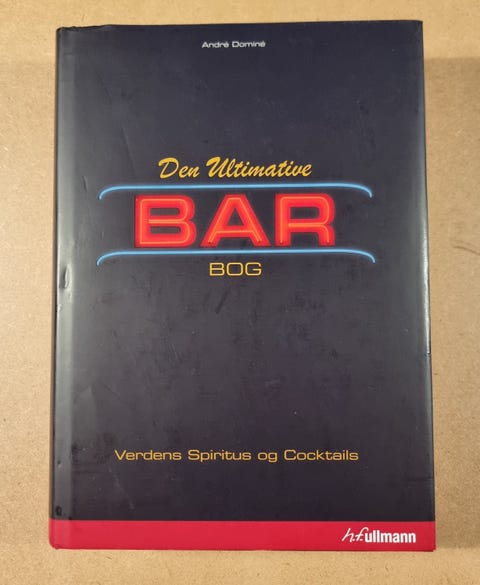 André Dominé
Den Ultimative
BAR
BOG
Verdens Spiritus og Cocktails
h.f.ullmann